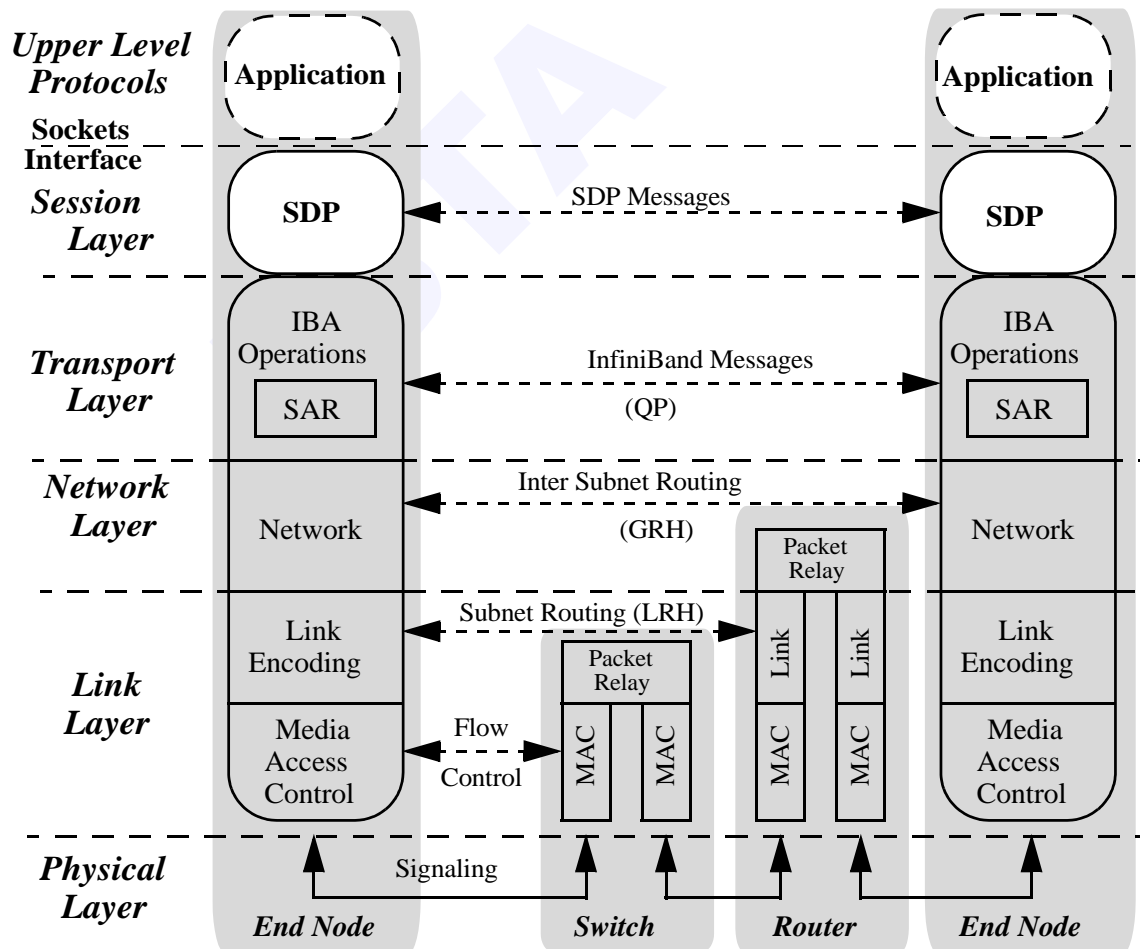 Upper Level
Protocols
Application
Application
Sockets
Interface
Session
Layer
SDP
SDP Messages
SDP
Transport
Layer
IBA
Operations
SAR
InfiniBand Messages
(QP)
IBA
Operations
SAR
Network
Layer
Network
Inter Subnet Routing
(GRH)
Packet
Relay
Network
Link
Layer
Link
Encoding
Subnet Routing (LRH)
Packet
Relay
Link
Link
Link
Encoding
Media
Access
Control
Flow
Control
MAC
MAC
MAC
MAC
Media
Access
Control
Physical
Layer
Signaling
End Node
Switch
Router
End Node